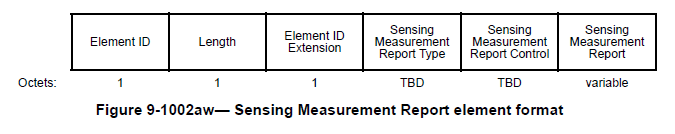 Element ID
Length
Element ID
Extension
Sensing
Measurement
Report Type
Sensing
Measurement
Report Control
Sensing
Measurement
Report
Octets: 1 1 1 TBD TBD variable
Figure 9-1002aw— Sensing Measurement Report element format